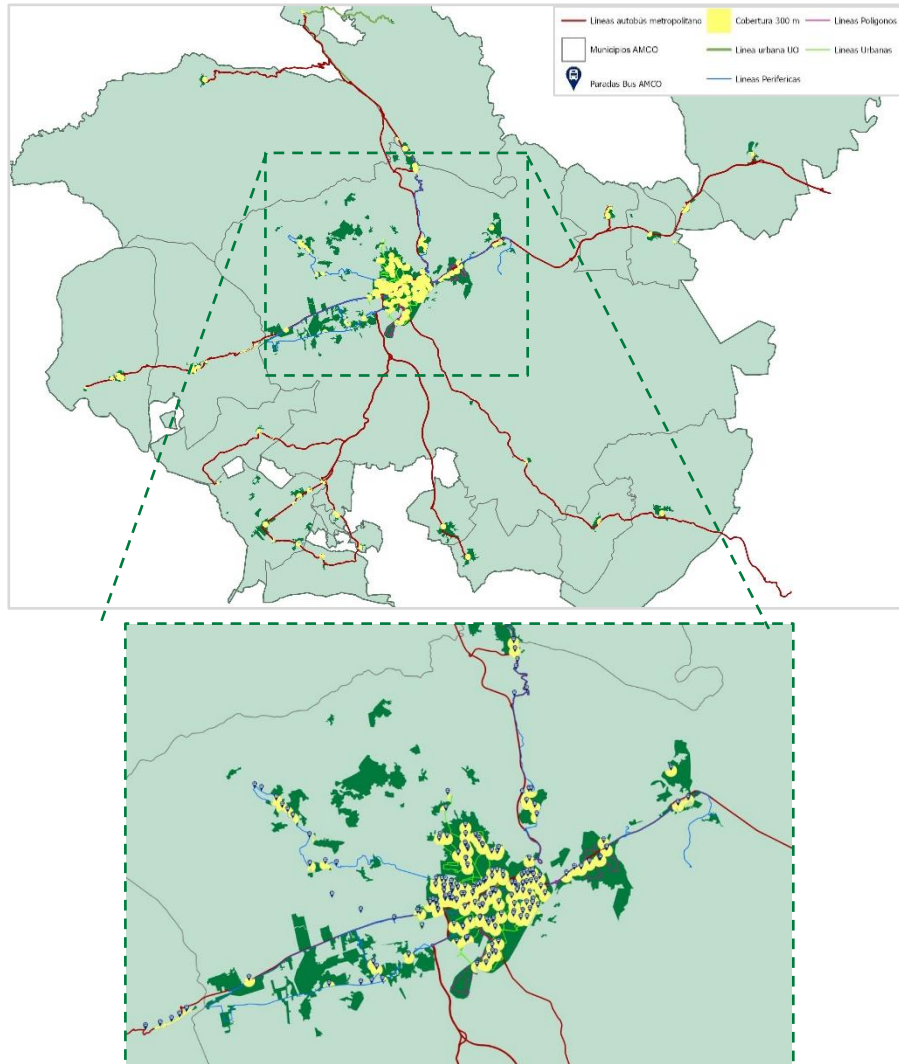 Líneas autobús metropolitano
Cobertura 300 m
Líneas Polígonos
Municipios AMCO
Línea urbana UO
Líneas Urbanas
Paradas Bus AMCO
Líneas Periféricas